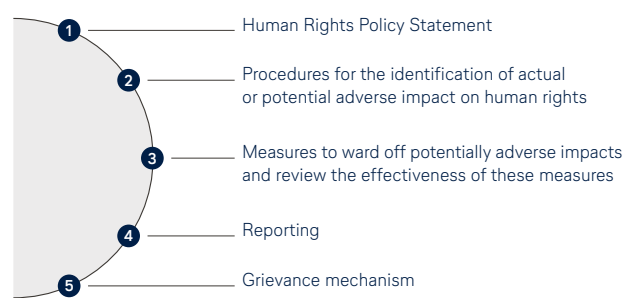 1 Human Rights Policy Statement
2 Procedures for the identification of actual
or potential adverse impact on human rights
3 Measures to ward off potentially adverse impacts
and review the effectiveness of these measures
4 Reporting
5 Grievance mechanism